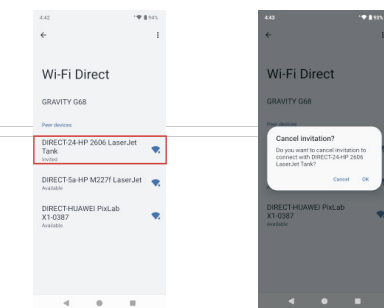 4:42
94%
Wi-Fi Direct
GRAVITY G68
Peer devices
DIRECT-24-HP 2606 LaserJet
Tank
Invited
DIRECT-5a-HP M227f LaserJet
Available
DIRECT-HUAWEI PixLab
X1-0387
Available
4:42
93%
Wi-Fi Direct
GRAVITY G68
Cancel invitation?
Do you want to cancel invitation to
connect with DIRECT-24-HP 2606
LaserJet Tank?
Cancel OK
DIRECT-HUAWEI PixLab
X1-0387
Available